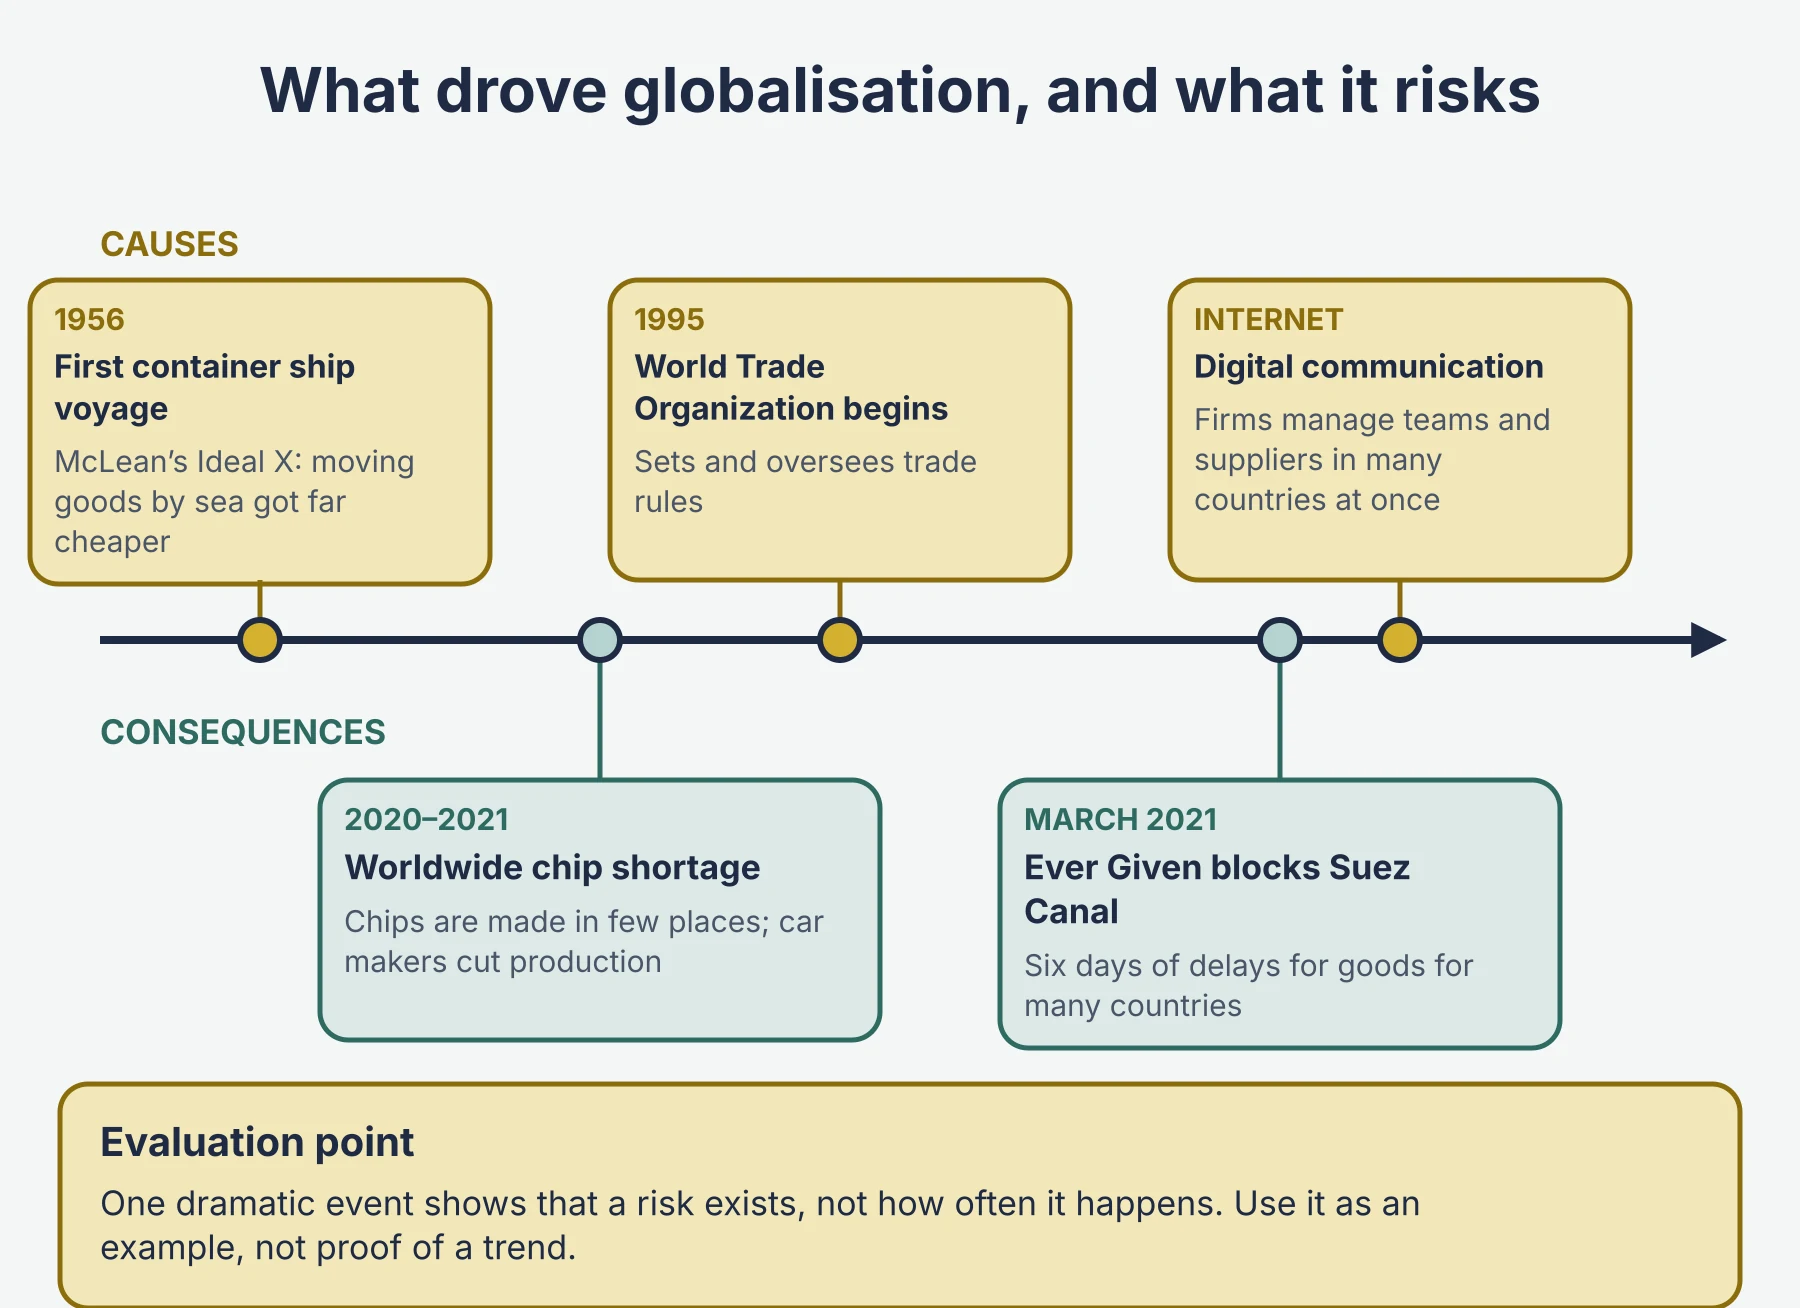 What drove globalisation, and what it risks
CAUSES
1956
First container ship
voyage
McLean’s Ideal X: moving
goods by sea got far
cheaper
1995
World Trade
Organization begins
Sets and oversees trade
rules
INTERNET
Digital communication
Firms manage teams and
suppliers in many
countries at once
CONSEQUENCES
2020–2021
Worldwide chip shortage
Chips are made in few places; car
makers cut production
MARCH 2021
Ever Given blocks Suez
Canal
Six days of delays for goods for
many countries
Evaluation point
One dramatic event shows that a risk exists, not how often it happens. Use it as an
example, not proof of a trend.